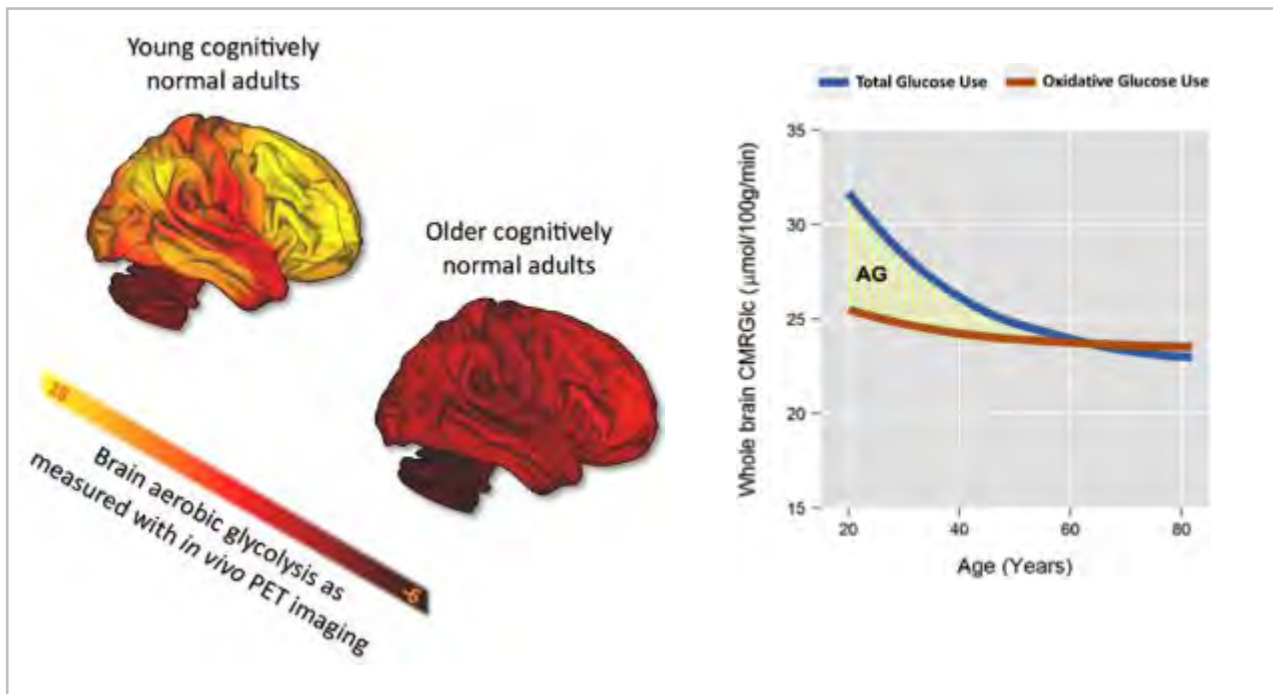 Young cognitively
normal adults
Older cognitively
normal adults
Brain aerobic glycolysis as
measured with in vivo PET imaging
-6
Total Glucose Use
Oxidative Glucose Use
35
30
25
20
15
AG
Whole brain CMRGlc (μmol/100g/min)
20
40
60
80
Age (Years)